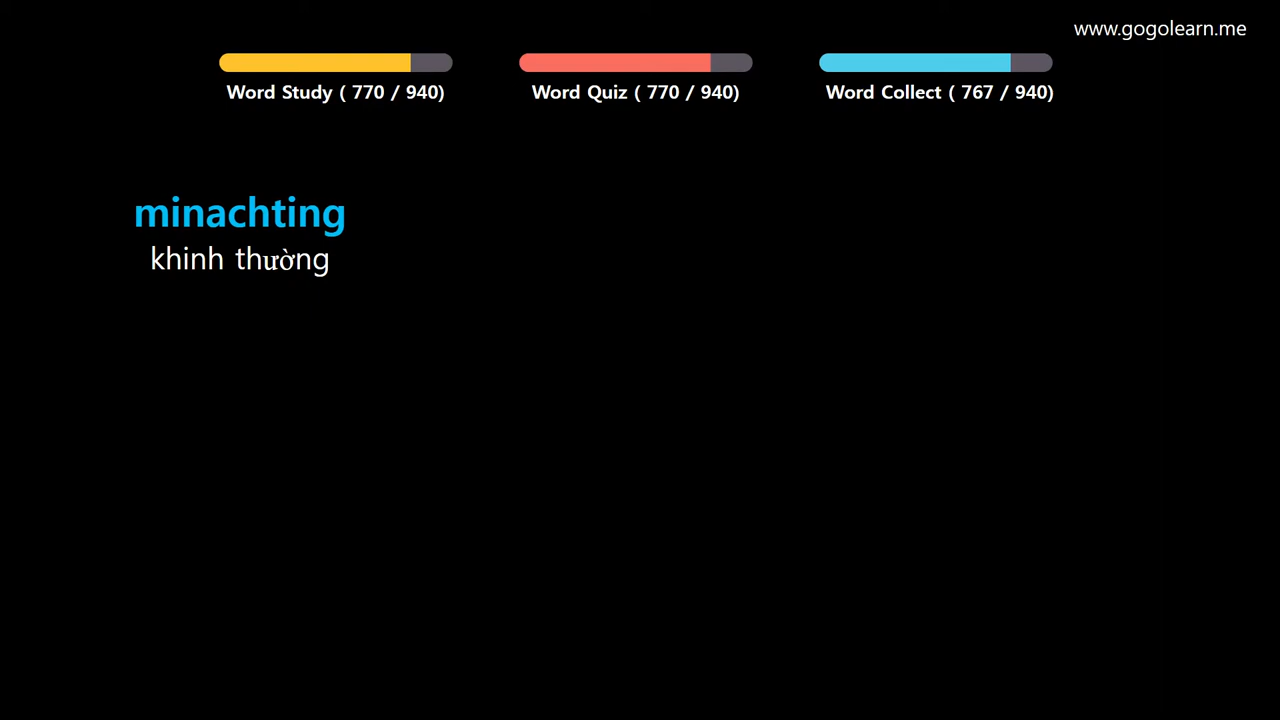 www.gogolearn.me
Word Study ( 770 / 940)
Word Quiz ( 770 / 940)
Word Collect ( 767 / 940)
minachting
khinh thường